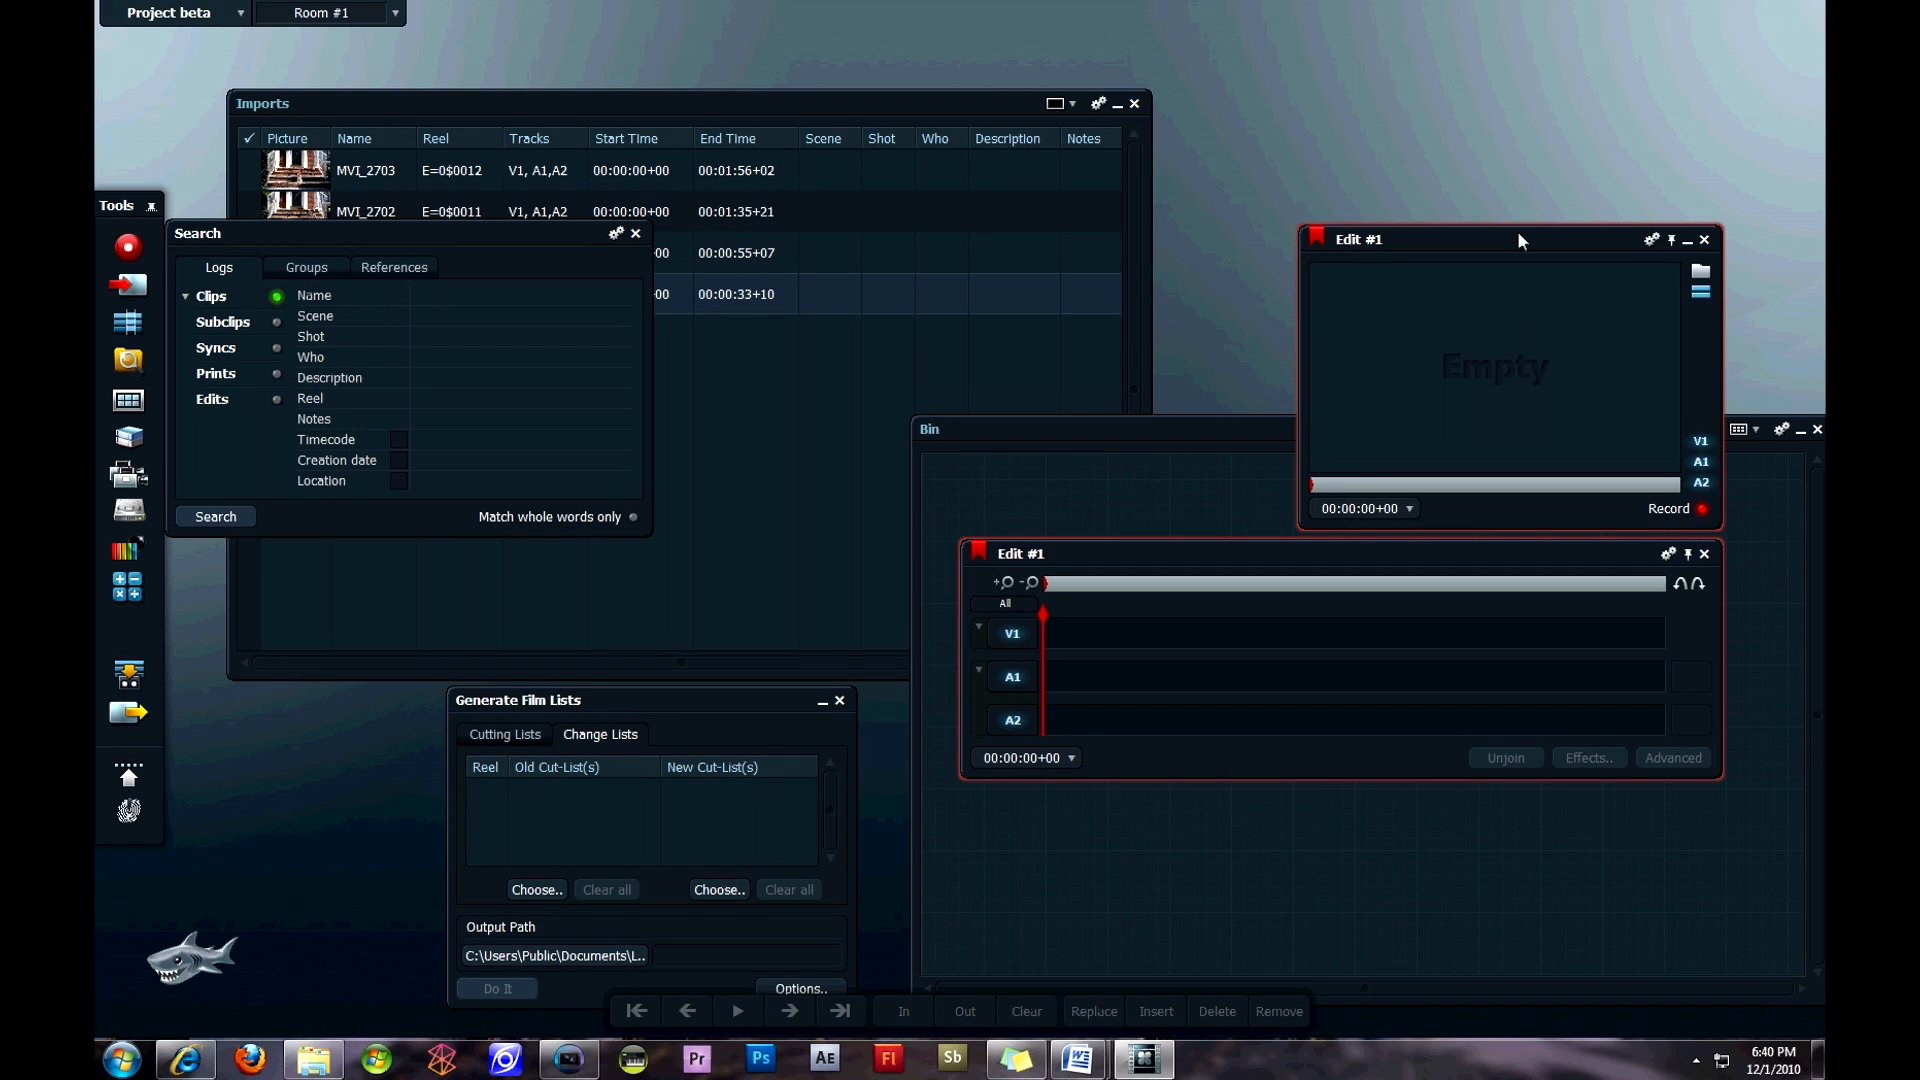 Project beta
Room #1
Imports
Picture Name Reel Tracks Start Time End Time Scene Shot Who Description Notes
MVI_2703 E=0$0012 V1, A1,A2 00:00:00+00 00:01:56+02
MVI_2702 E=0$0011 V1, A1,A2 00:00:00+00 00:01:35+21
00 00:00:55+07
00 00:00:33+10
Tools
Search
Logs Groups References
Clips
Subclips
Syncs
Prints
Edits
Name
Scene
Shot
Who
Description
Reel
Notes
Timecode
Creation date
Location
Search
Match whole words only
Edit #1
Empty
V1
A1
A2
00:00:00+00
Record
Bin
Edit #1
All
V1
A1
A2
00:00:00+00
Unjoin Effects.. Advanced
Generate Film Lists
Cutting Lists Change Lists
Reel Old Cut-List(s) New Cut-List(s)
Choose.. Clear all Choose.. Clear all
Output Path
C:\Users\Public\Documents\L..
Do It Options..
In Out Clear Replace Insert Delete Remove
Pr Ps AE Fl Sb
6:40 PM
12/1/2010